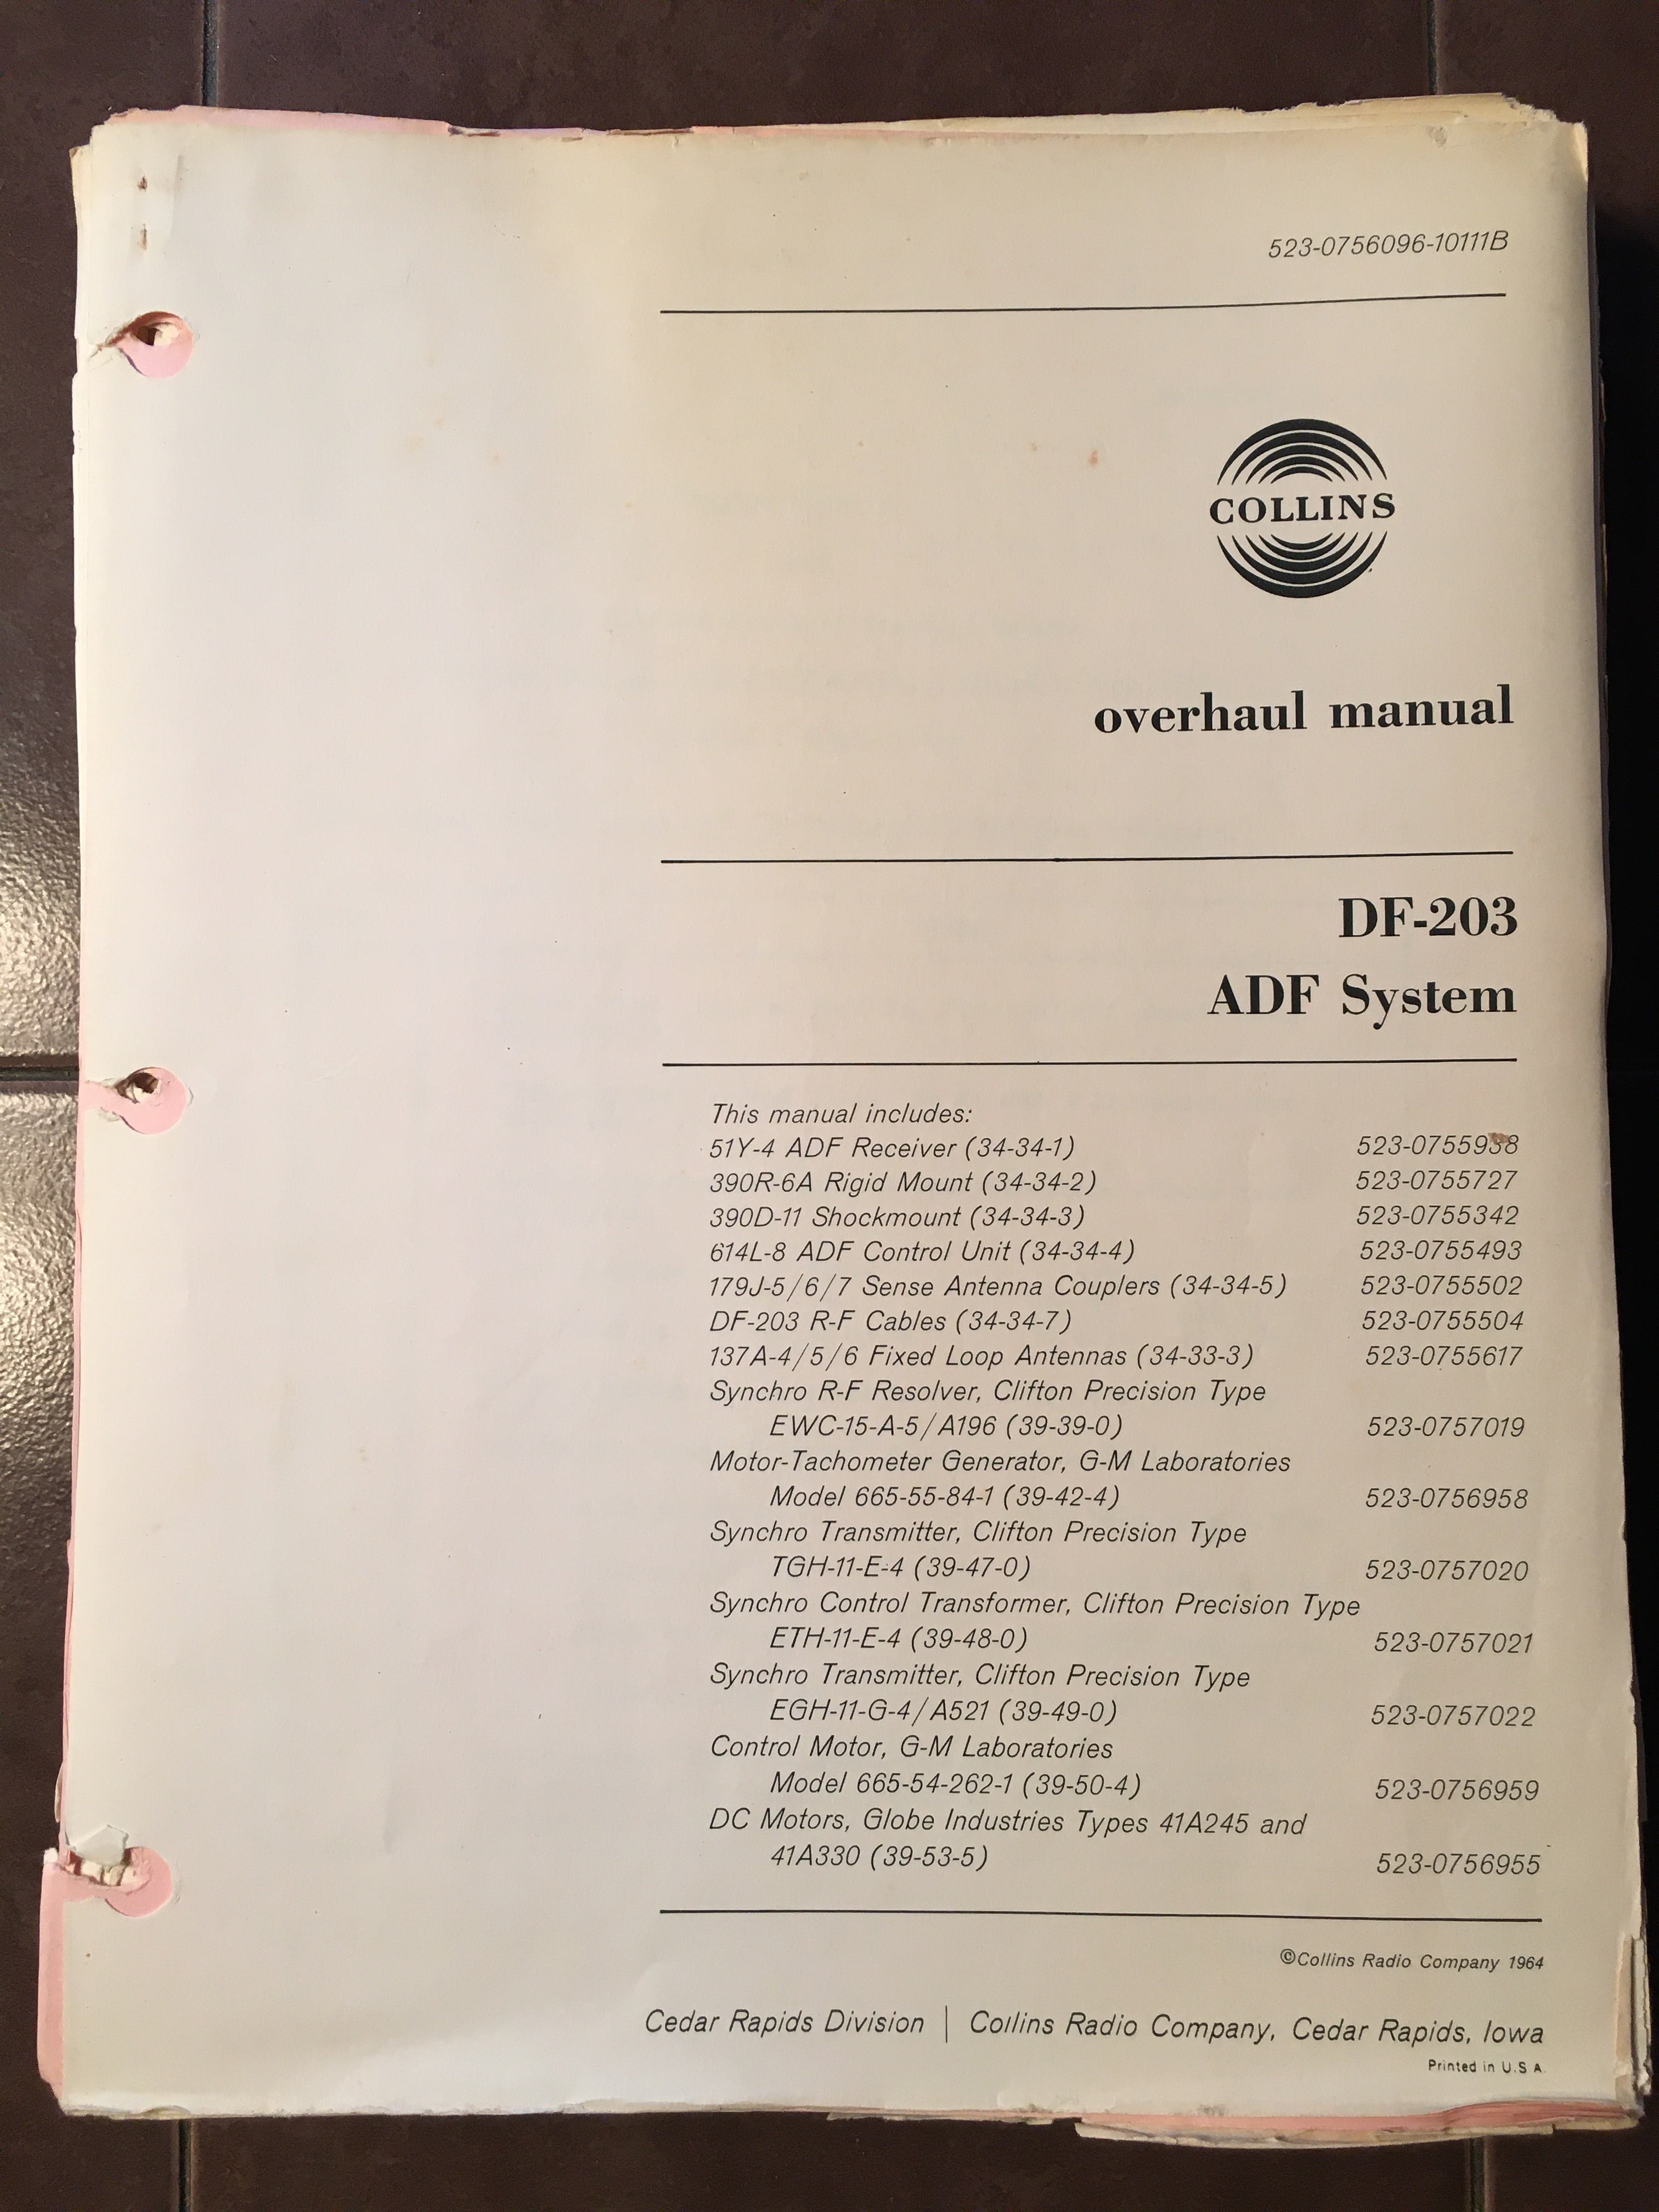 523-0756096-10111B
COLLINS
overhaul manual
DF-203
ADF System
This manual includes:
51Y-4 ADF Receiver (34-34-1) 523-0755938
390R-6A Rigid Mount (34-34-2) 523-0755727
390D-11 Shockmount (34-34-3) 523-0755342
614L-8 ADF Control Unit (34-34-4) 523-0755493
179J-5/6/7 Sense Antenna Couplers (34-34-5) 523-0755502
DF-203 R-F Cables (34-34-7) 523-0755504
137A-4/5/6 Fixed Loop Antennas (34-33-3) 523-0755617
Synchro R-F Resolver, Clifton Precision Type
EWC-15-A-5/A196 (39-39-0) 523-0757019
Motor-Tachometer Generator, G-M Laboratories
Model 665-55-84-1 (39-42-4) 523-0756958
Synchro Transmitter, Clifton Precision Type
TGH-11-E-4 (39-47-0) 523-0757020
Synchro Control Transformer, Clifton Precision Type
ETH-11-E-4 (39-48-0) 523-0757021
Synchro Transmitter, Clifton Precision Type
EGH-11-G-4/A521 (39-49-0) 523-0757022
Control Motor, G-M Laboratories
Model 665-54-262-1 (39-50-4) 523-0756959
DC Motors, Globe Industries Types 41A245 and
41A330 (39-53-5) 523-0756955
©Collins Radio Company 1964
Cedar Rapids Division | Collins Radio Company, Cedar Rapids, Iowa
Printed in U.S A.